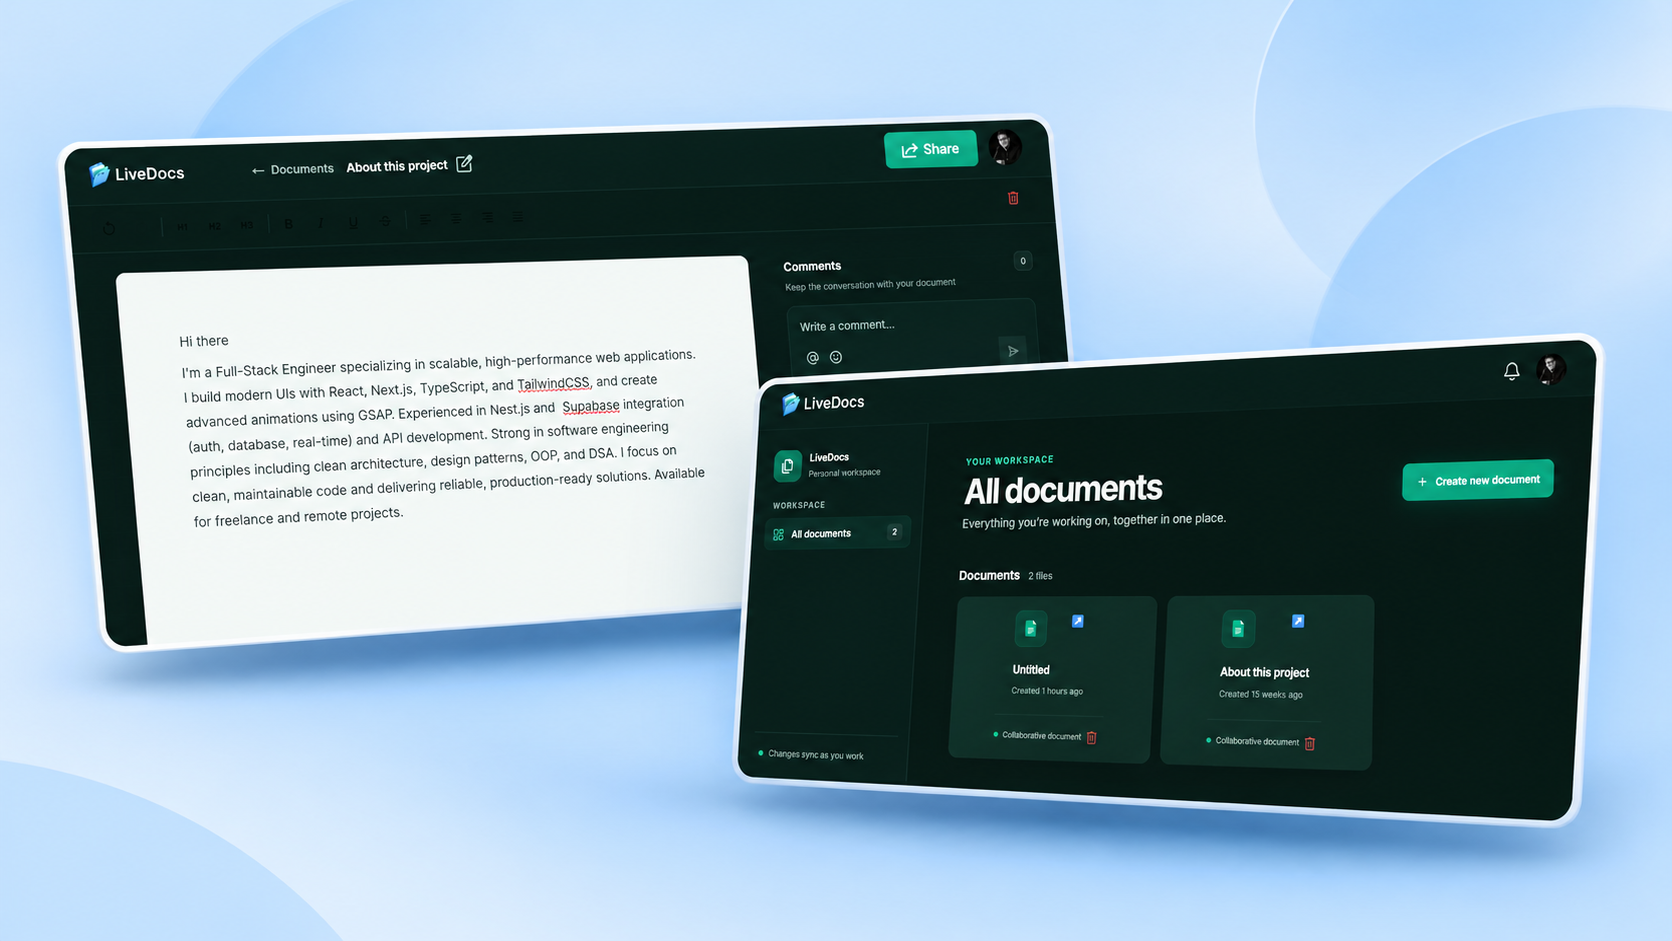 LiveDocs
← Documents About this project
Share
H1 H2 H3 B I U S
Comments 0
Keep the conversation with your document
Write a comment...
@
Hi there
I'm a Full-Stack Engineer specializing in scalable, high-performance web applications.
I build modern UIs with React, Next.js, TypeScript, and TailwindCSS, and create
advanced animations using GSAP. Experienced in Nest.js and Supabase integration
(auth, database, real-time) and API development. Strong in software engineering
principles including clean architecture, design patterns, OOP, and DSA. I focus on
clean, maintainable code and delivering reliable, production-ready solutions. Available
for freelance and remote projects.
LiveDocs
LiveDocs
Personal workspace
WORKSPACE
All documents 2
Changes sync as you work
YOUR WORKSPACE
All documents
Everything you're working on, together in one place.
+ Create new document
Documents 2 files
Untitled
Created 1 hours ago
Collaborative document
About this project
Created 15 weeks ago
Collaborative document